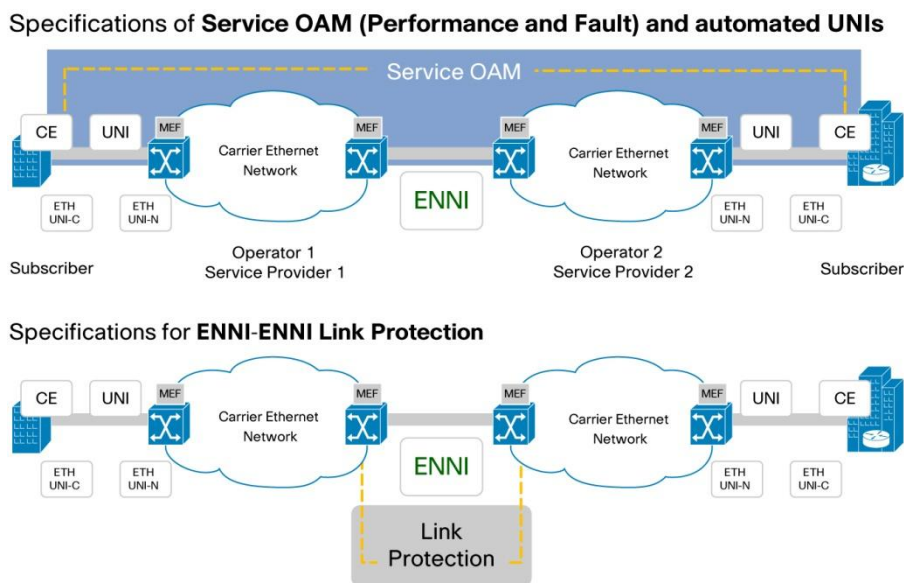 Specifications of Service OAM (Performance and Fault) and automated UNIs
Service OAM
CE
UNI
MEF
MEF
MEF
MEF
UNI
CE
Carrier Ethernet
Network
Carrier Ethernet
Network
ENNI
ETH
UNI-C
ETH
UNI-N
ETH
UNI-N
ETH
UNI-C
Subscriber
Operator 1
Service Provider 1
Operator 2
Service Provider 2
Subscriber
Specifications for ENNI-ENNI Link Protection
CE
UNI
MEF
MEF
MEF
MEF
UNI
CE
Carrier Ethernet
Network
Carrier Ethernet
Network
ENNI
ETH
UNI-C
ETH
UNI-N
ETH
UNI-N
ETH
UNI-C
Link
Protection